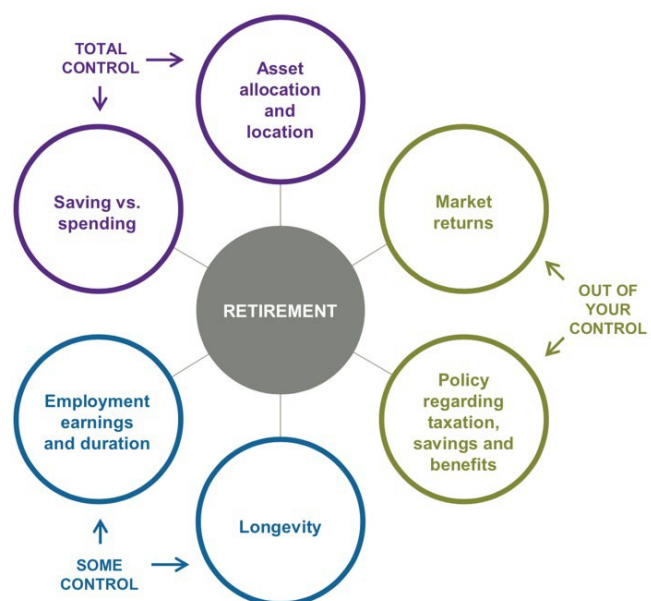 TOTAL
CONTROL
Asset
allocation
and
location
Saving vs.
spending
Market
returns
OUT OF
YOUR
CONTROL
RETIREMENT
Employment
earnings
and duration
Policy
regarding
taxation,
savings and
benefits
Longevity
SOME
CONTROL